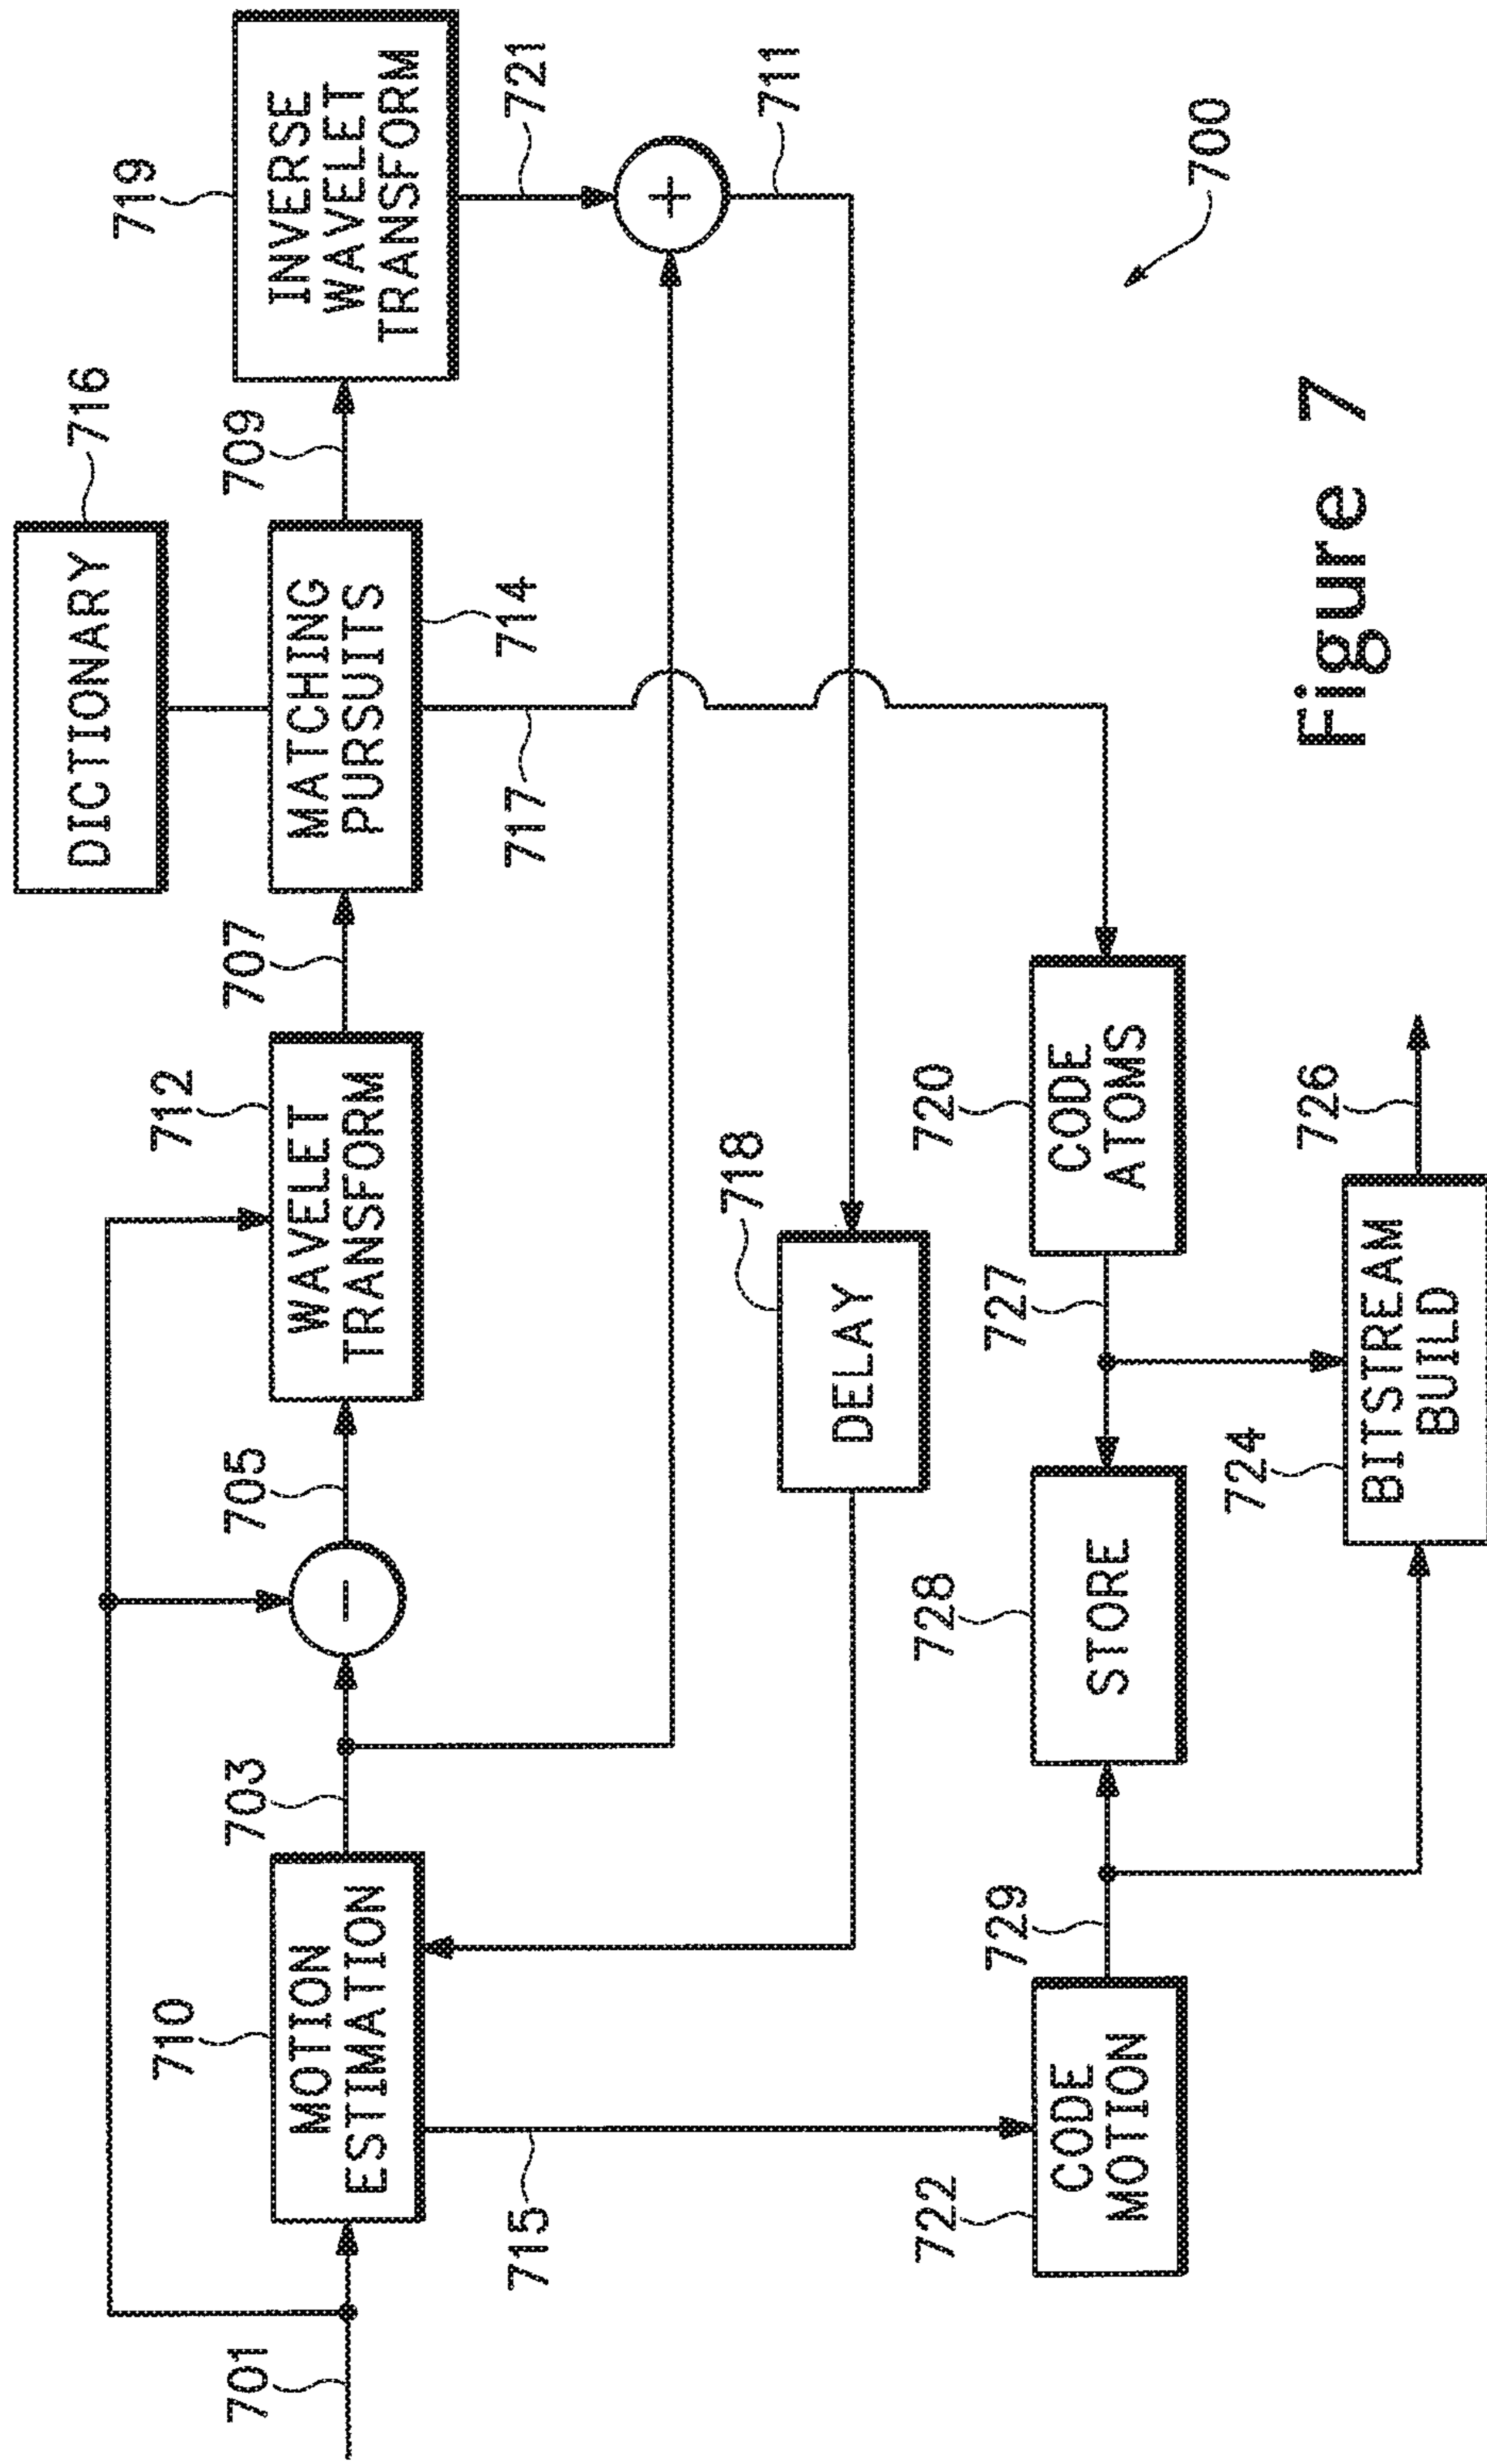 DICTIONARY
716
719
712
707
709
710
703
705
701
MOTION
ESTIMATION
WAVELET
TRANSFORM
MATCHING
PURSUITS
INVERSE
WAVELET
TRANSFORM
715
717
714
721
-
+
718
711
DELAY
722
729
728
727
720
CODE
MOTION
STORE
CODE
ATOMS
700
724
726
BITSTREAM
BUILD
Figure 7